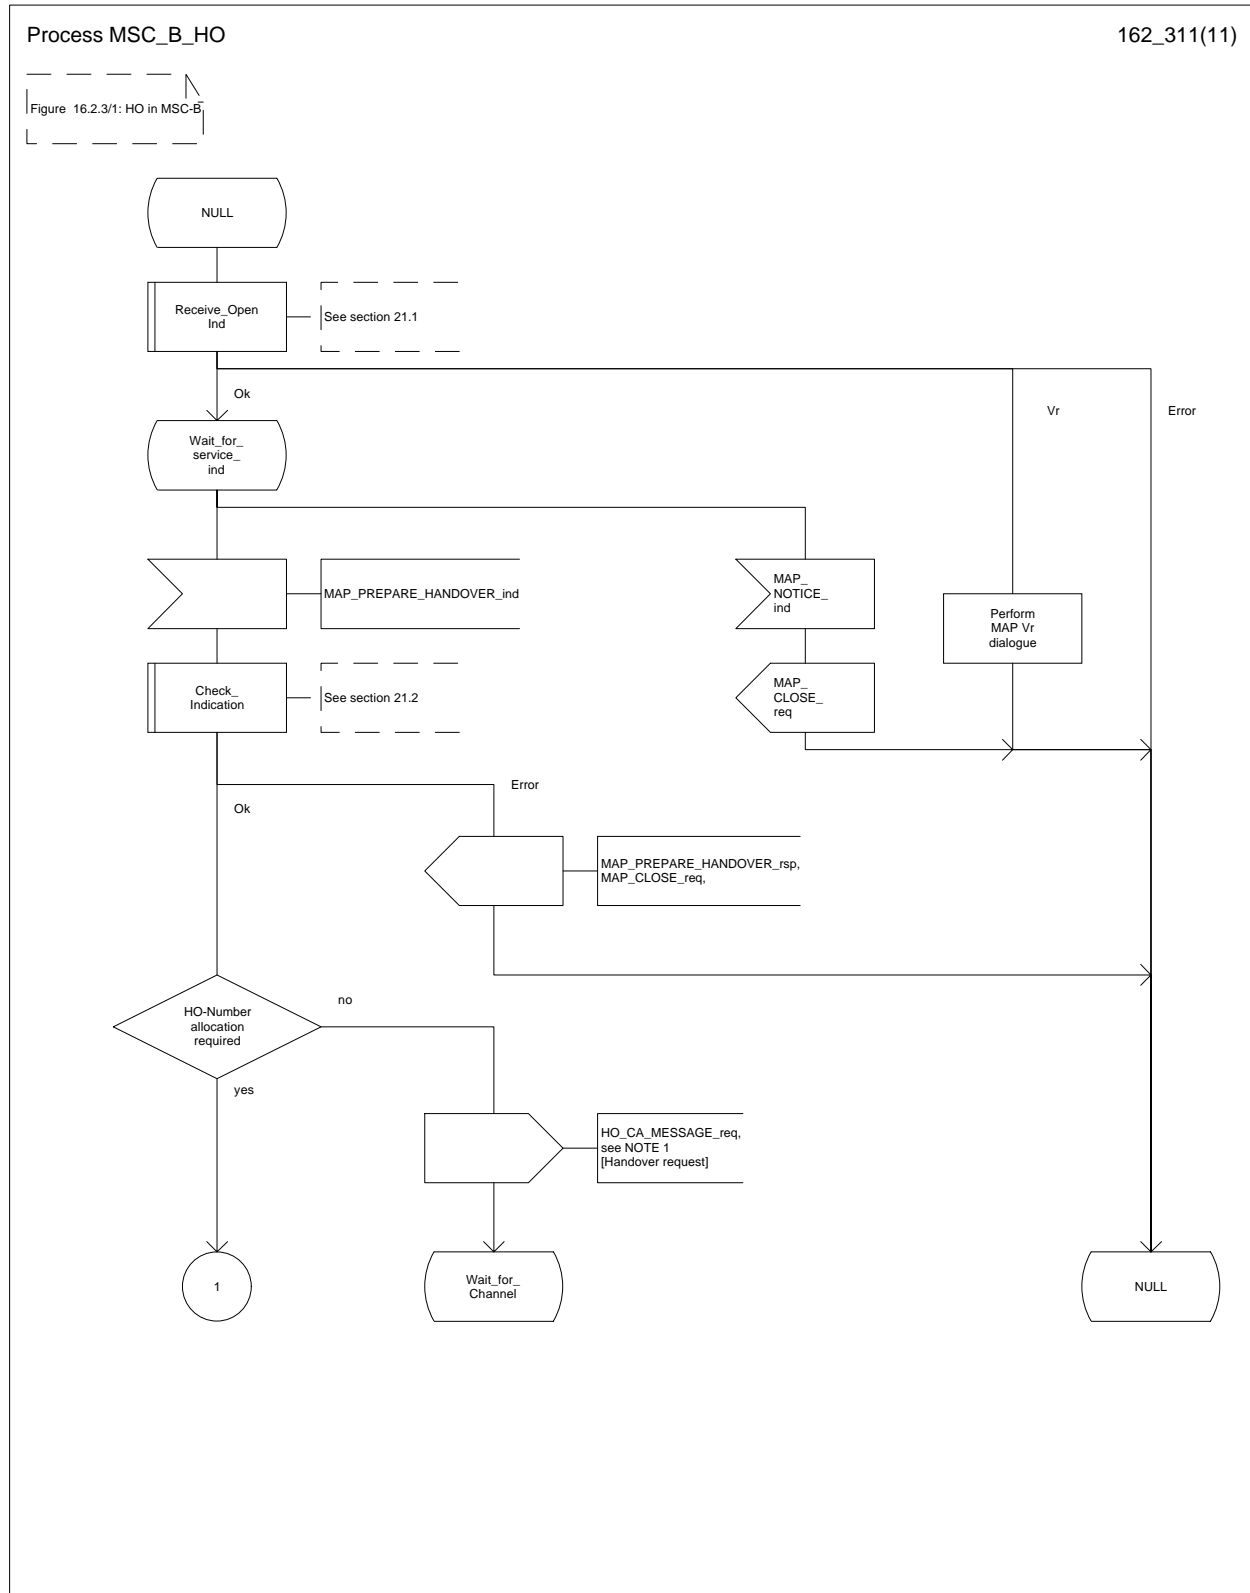 Process MSC_B_HO
162_311(11)
Figure 16.2.3/1: HO in MSC-B
NULL
Receive_Open
Ind
See section 21.1
Ok
Vr
Error
Wait_for_
service_
ind
MAP_PREPARE_HANDOVER_ind
MAP_
NOTICE_
ind
Perform
MAP Vr
dialogue
Check_
Indication
See section 21.2
MAP_
CLOSE_
req
Error
Ok
MAP_PREPARE_HANDOVER_rsp,
MAP_CLOSE_req,
HO-Number
allocation
required
no
yes
HO_CA_MESSAGE_req,
see NOTE 1
[Handover request]
1
Wait_for_
Channel
NULL